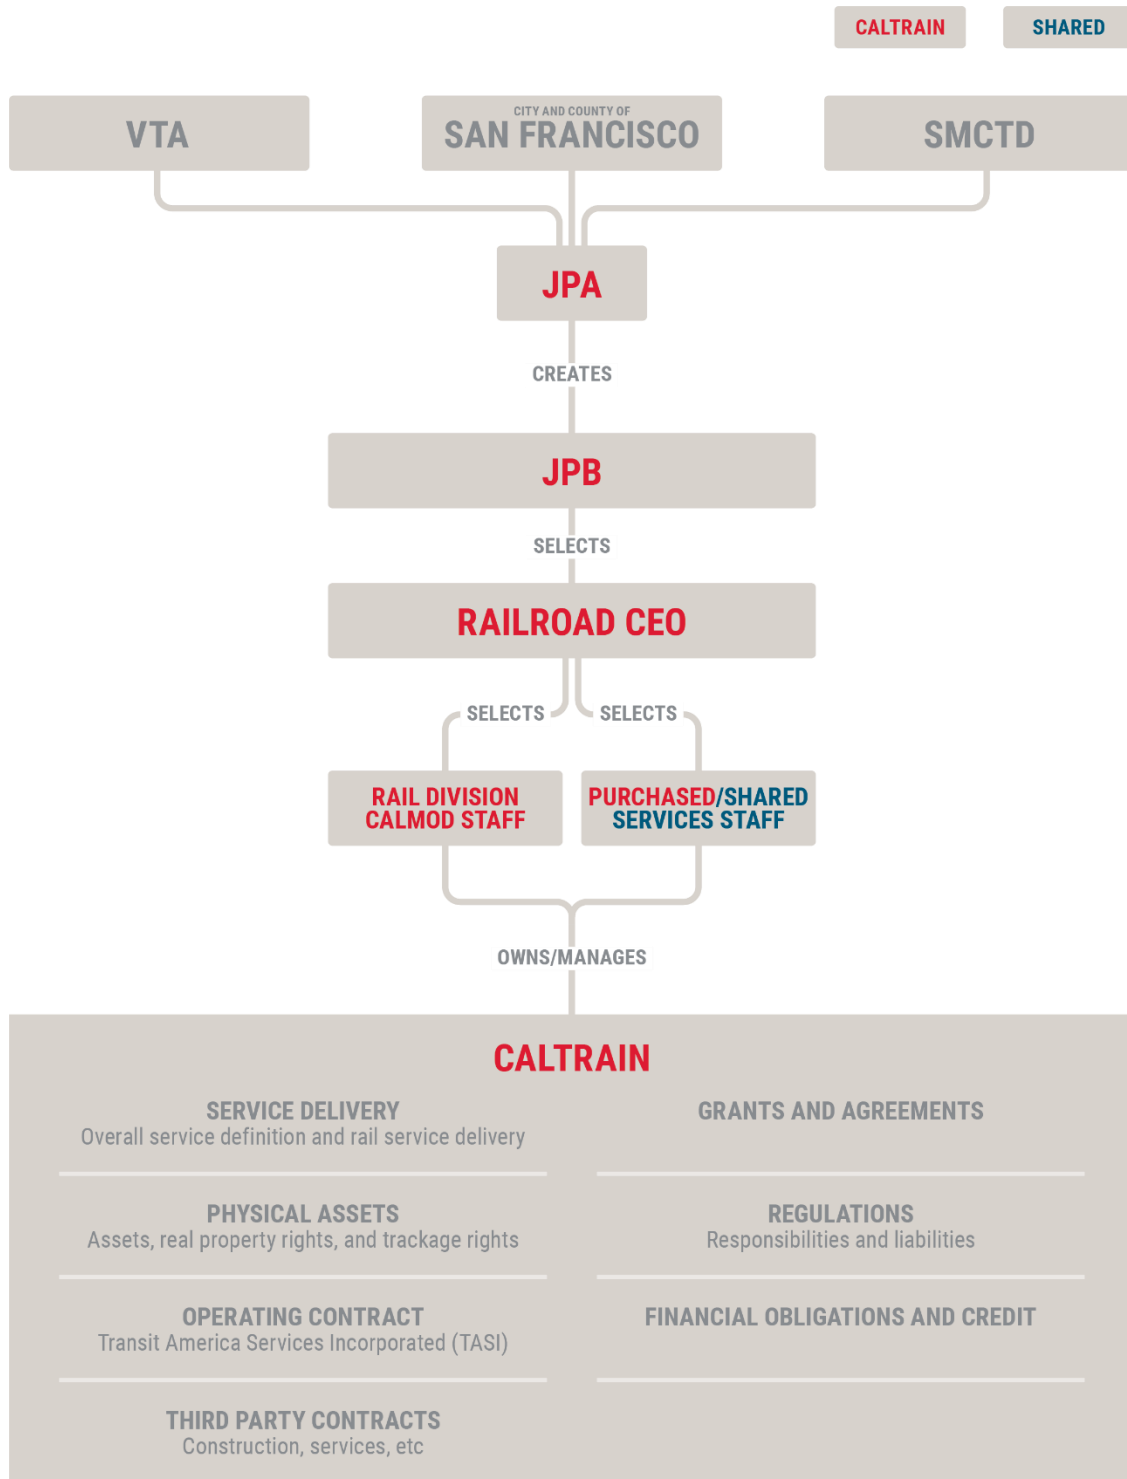 CALTRAIN
SHARED
VTA
CITY AND COUNTY OF
SAN FRANCISCO
SMCTD
JPA
CREATES
JPB
SELECTS
RAILROAD CEO
SELECTS
SELECTS
RAIL DIVISION
CALMOD STAFF
PURCHASED/SHARED
SERVICES STAFF
OWNS/MANAGES
CALTRAIN
SERVICE DELIVERY
Overall service definition and rail service delivery
GRANTS AND AGREEMENTS
PHYSICAL ASSETS
Assets, real property rights, and trackage rights
REGULATIONS
Responsibilities and liabilities
OPERATING CONTRACT
Transit America Services Incorporated (TASI)
FINANCIAL OBLIGATIONS AND CREDIT
THIRD PARTY CONTRACTS
Construction, services, etc